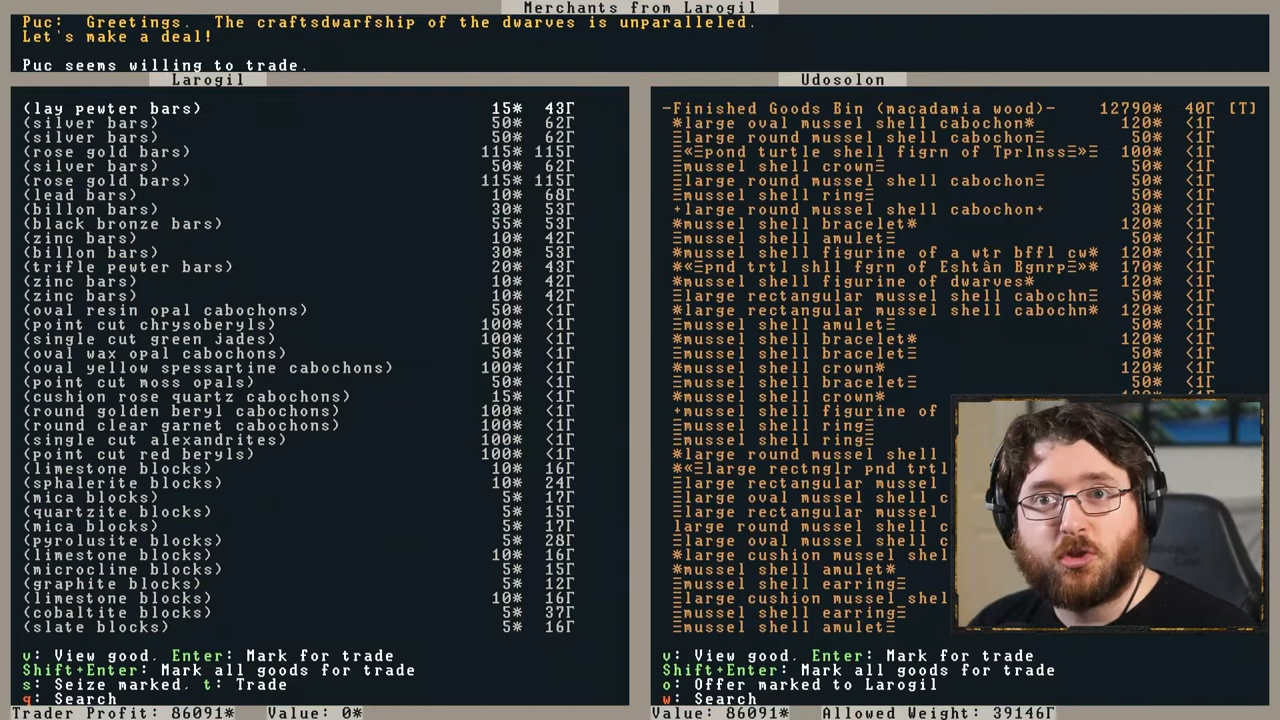 Merchants from Larogil
Puc: Greetings. The craftsdwarfship of the dwarves is unparalleled.
Let's make a deal!
Puc seems willing to trade.
Larogil
(lay pewter bars) 15* 43Γ
(silver bars) 50* 62Γ
(silver bars) 50* 62Γ
(rose gold bars) 115* 115Γ
(silver bars) 50* 62Γ
(rose gold bars) 115* 115Γ
(lead bars) 10* 68Γ
(billon bars) 30* 53Γ
(black bronze bars) 55* 53Γ
(zinc bars) 10* 42Γ
(billon bars) 30* 53Γ
(trifle pewter bars) 20* 43Γ
(zinc bars) 10* 42Γ
(zinc bars) 10* 42Γ
(oval resin opal cabochons) 50* <1Γ
(point cut chrysoberyls) 100* <1Γ
(single cut green jades) 100* <1Γ
(oval wax opal cabochons) 50* <1Γ
(oval yellow spessartine cabochons) 100* <1Γ
(point cut moss opals) 50* <1Γ
(cushion rose quartz cabochons) 15* <1Γ
(round golden beryl cabochons) 100* <1Γ
(round clear garnet cabochons) 100* <1Γ
(single cut alexandrites) 100* <1Γ
(point cut red beryls) 100* <1Γ
(limestone blocks) 10* 16Γ
(sphalerite blocks) 10* 24Γ
(mica blocks) 5* 17Γ
(quartzite blocks) 5* 15Γ
(mica blocks) 5* 17Γ
(pyrolusite blocks) 5* 28Γ
(limestone blocks) 10* 16Γ
(microcline blocks) 5* 15Γ
(graphite blocks) 5* 12Γ
(limestone blocks) 10* 16Γ
(cobaltite blocks) 5* 37Γ
(slate blocks) 5* 16Γ
v: View good, Enter: Mark for trade
Shift+Enter: Mark all goods for trade
s: Seize marked, t: Trade
q: Search
Trader Profit: 86091* Value: 0*
Udosolon
-Finished Goods Bin (macadamia wood)- 12790* 40Γ [T]
*large oval mussel shell cabochon* 120* <1Γ
≡large round mussel shell cabochon≡ 50* <1Γ
≡«≡pond turtle shell figrn of Tprlnss≡»≡ 100* <1Γ
≡mussel shell crown≡ 50* <1Γ
≡large round mussel shell cabochon≡ 50* <1Γ
≡mussel shell ring≡ 50* <1Γ
+large round mussel shell cabochon+ 30* <1Γ
*mussel shell bracelet* 120* <1Γ
≡mussel shell amulet≡ 50* <1Γ
*mussel shell figurine of a wtr bffl cw* 120* <1Γ
*«≡pnd trtl shll fgrn of Eshtân Bgnrp≡»* 170* <1Γ
*mussel shell figurine of dwarves* 120* <1Γ
≡large rectangular mussel shell cabochn≡ 50* <1Γ
*large rectangular mussel shell cabochn* 120* <1Γ
≡mussel shell amulet≡ 50* <1Γ
*mussel shell bracelet* 120* <1Γ
≡mussel shell bracelet≡ 50* <1Γ
*mussel shell crown* 120* <1Γ
≡mussel shell bracelet≡ 50* <1Γ
*mussel shell crown* 120* <1Γ
+mussel shell figurine of
≡mussel shell ring≡
≡mussel shell ring≡
*large round mussel shell
*«≡large rectnglr pnd trtl
≡large rectangular mussel
≡large oval mussel shell c
≡large rectangular mussel
large round mussel shell c
≡large oval mussel shell c
*large cushion mussel shel
*mussel shell amulet*
≡mussel shell earring≡
≡large cushion mussel shel
≡mussel shell earring≡
≡mussel shell amulet≡
v: View good, Enter: Mark for trade
Shift+Enter: Mark all goods for trade
o: Offer marked to Larogil
w: Search
Value: 86091* Allowed Weight: 39146Γ